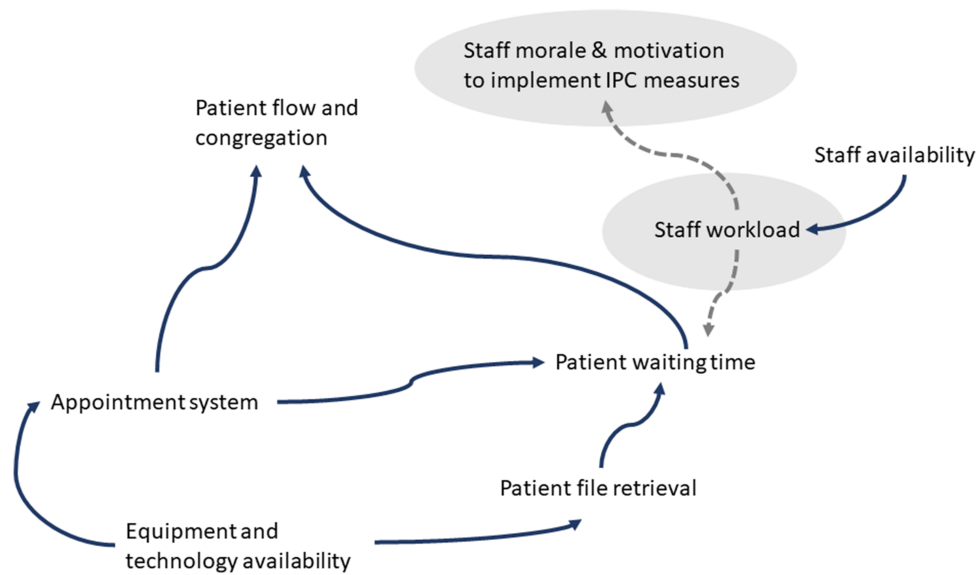 Staff morale & motivation
to implement IPC measures
Patient flow and
congregation
Staff availability
Staff workload
Patient waiting time
Appointment system
Patient file retrieval
Equipment and
technology availability